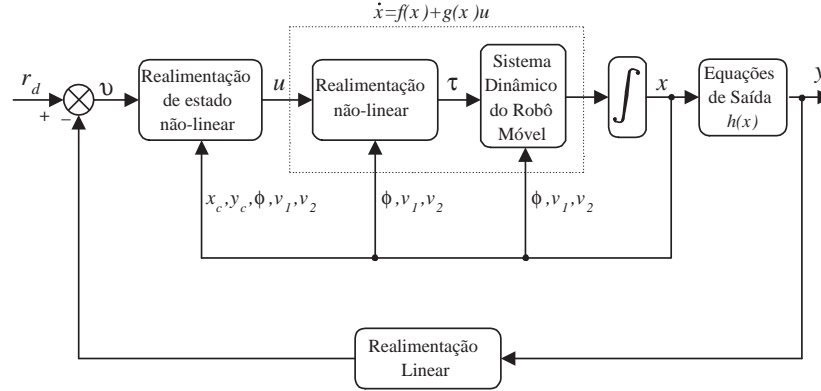 ẋ=f(x)+g(x)u
r_d
+
−
υ
Realimentação
de estado
não-linear
u
Realimentação
não-linear
τ
Sistema
Dinâmico
do Robô
Móvel
∫
x
Equações
de Saída
h(x)
y
x_c,y_c,ϕ,v_1,v_2
ϕ,v_1,v_2
ϕ,v_1,v_2
Realimentação
Linear